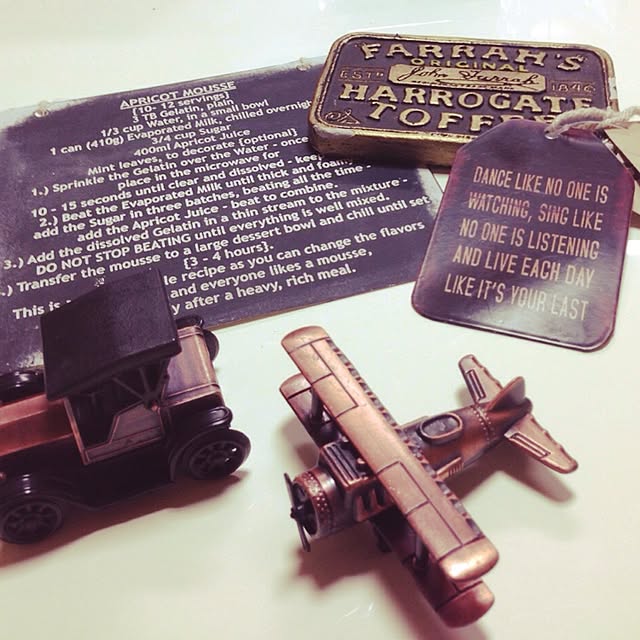 APRICOT MOUSSE
{10- 12 servings}
3 TB Gelatin, plain
1/3 cup Water, in a small bowl
1 can (410g) Evaporated Milk, chilled overnight
3/4 cup Sugar
400ml Apricot Juice
Mint leaves, to decorate {optional}
1.) Sprinkle the Gelatin over the Water - once
place in the microwave for
10 - 15 seconds until clear and dissolved - keep
2.) Beat the Evaporated Milk until thick and foamy
add the Sugar in three batches, beating all the time -
add the Apricot Juice - beat to combine.
3.) Add the dissolved Gelatin in a thin stream to the mixture -
DO NOT STOP BEATING until everything is well mixed.
.) Transfer the mousse to a large dessert bowl and chill until set
{3 - 4 hours}.
This is le recipe as you can change the flavors
and everyone likes a mousse,
y after a heavy, rich meal.
FARRAH'S
ORIGINAL
ESTD John Farrah 1840
HARROGATE
TOFFE
DANCE LIKE NO ONE IS
WATCHING, SING LIKE
NO ONE IS LISTENING
AND LIVE EACH DAY
LIKE IT'S YOUR LAST